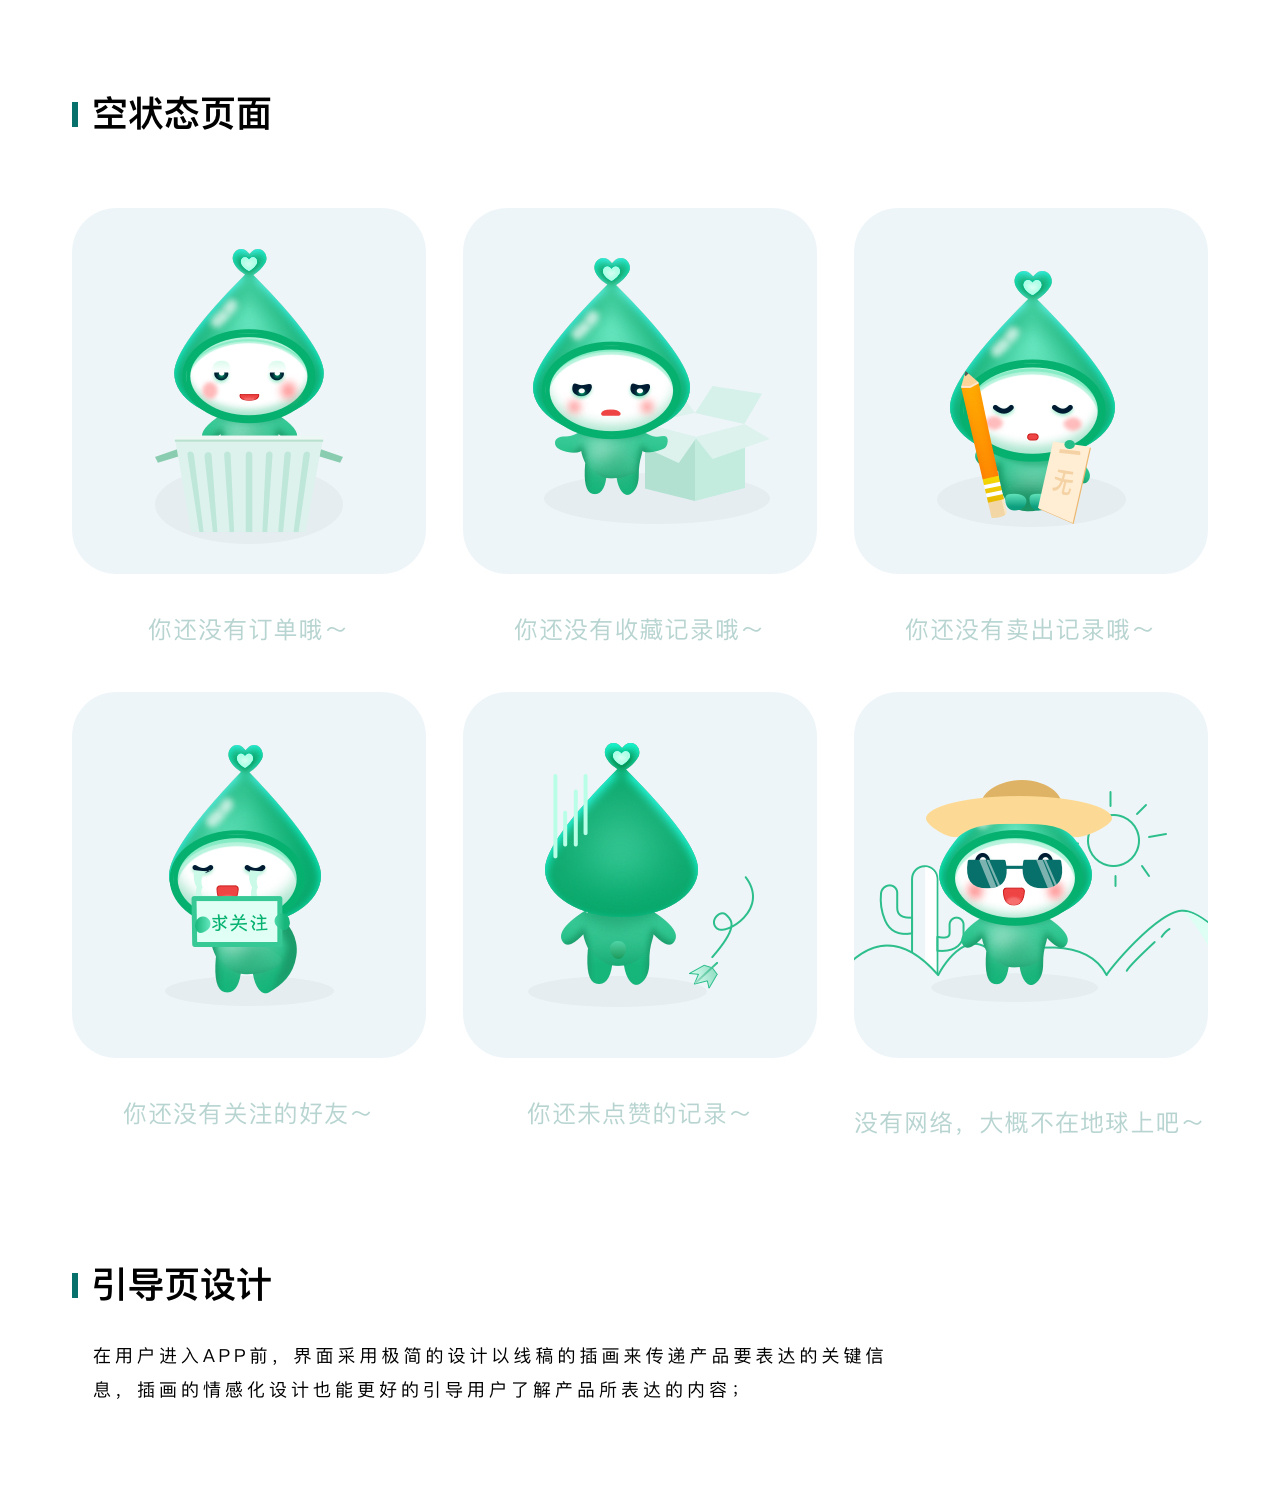 空状态页面
无
你还没有订单哦～
你还没有收藏记录哦～
你还没有卖出记录哦～
求关注
你还没有关注的好友～
你还未点赞的记录～
没有网络，大概不在地球上吧～
引导页设计
在用户进入APP前，界面采用极简的设计以线稿的插画来传递产品要表达的关键信
息，插画的情感化设计也能更好的引导用户了解产品所表达的内容；